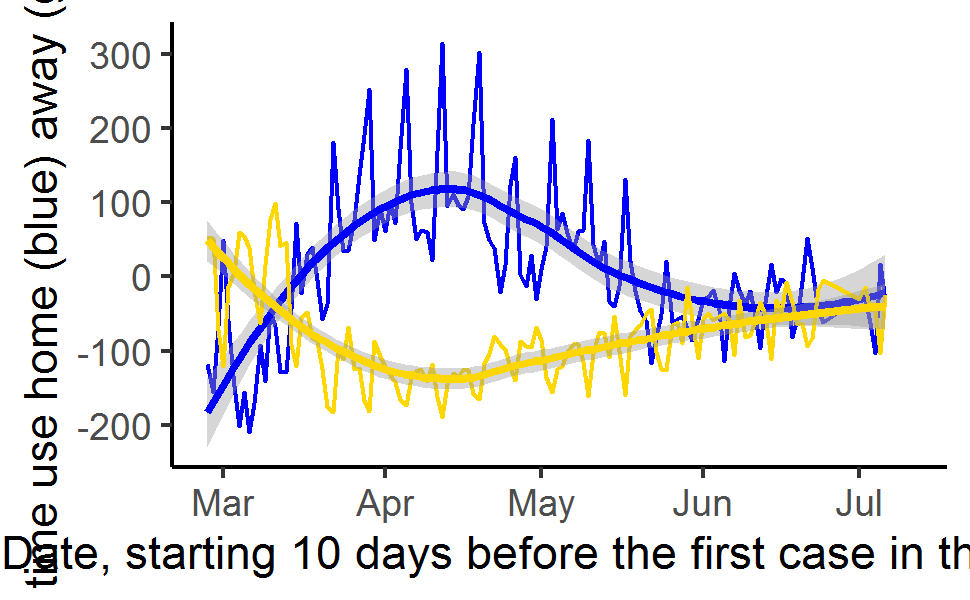 time use home (blue) away (
300
200
100
0
-100
-200
Mar Apr May Jun Jul
Date, starting 10 days before the first case in th